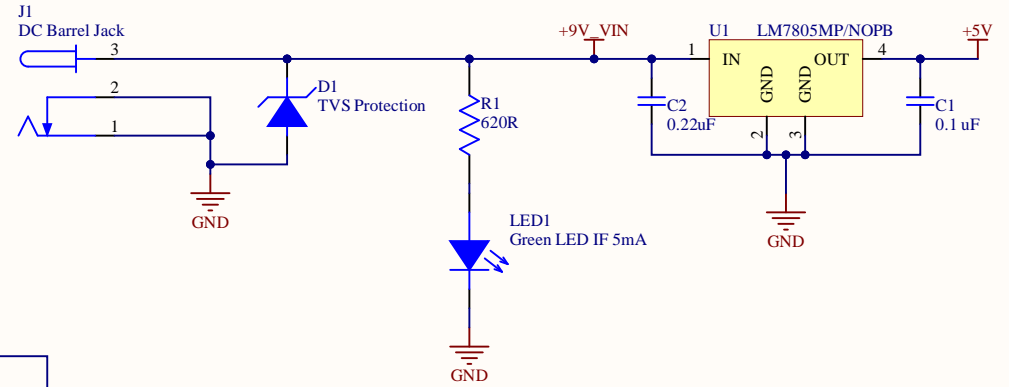 J1
DC Barrel Jack
3
2
1
GND
D1
TVS Protection
R1
620R
LED1
Green LED IF 5mA
GND
+9V_VIN
C2
0.22uF
U1 LM7805MP/NOPB
1
IN
OUT
4
GND
GND
2
3
GND
+5V
C1
0.1 uF